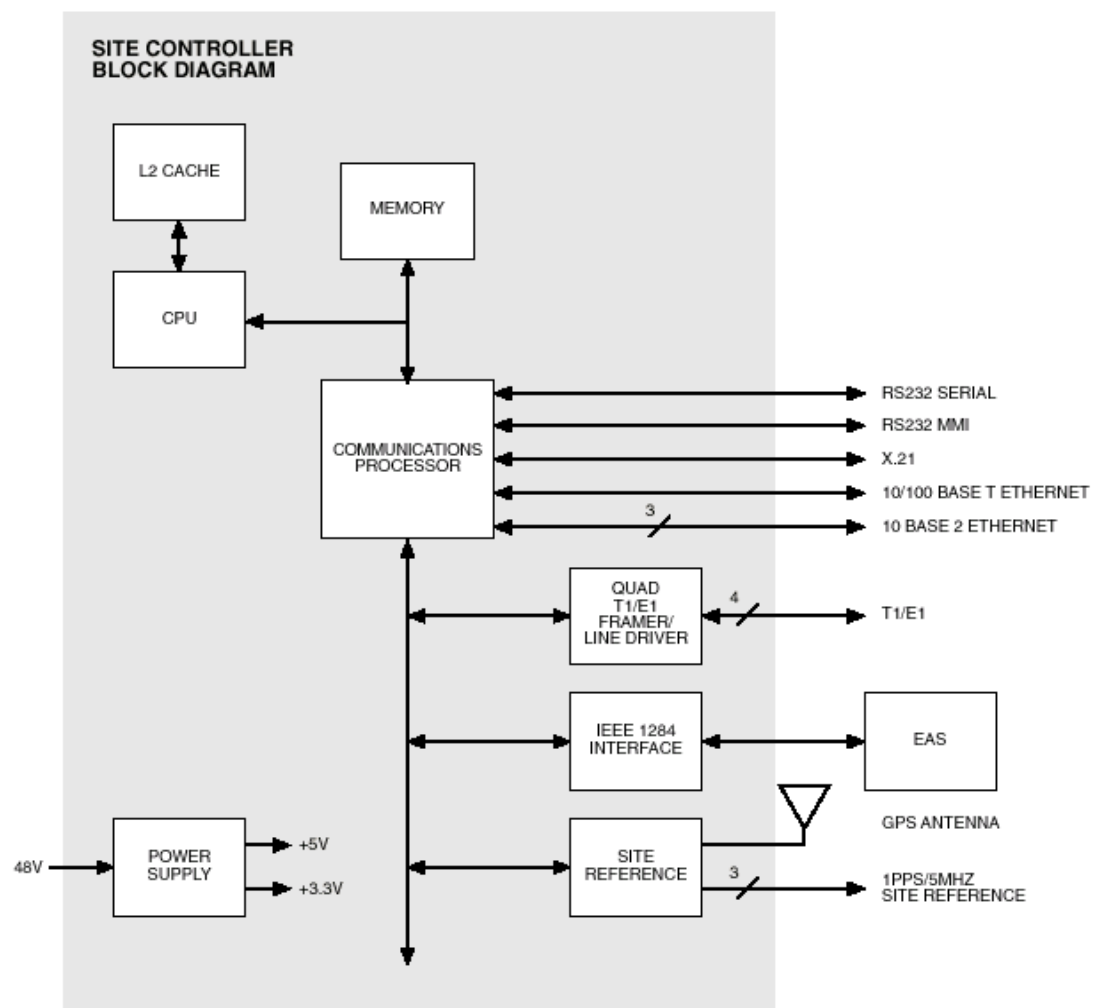 SITE CONTROLLER
BLOCK DIAGRAM
L2 CACHE
MEMORY
CPU
COMMUNICATIONS
PROCESSOR
RS232 SERIAL
RS232 MMI
X.21
10/100 BASE T ETHERNET
3
10 BASE 2 ETHERNET
QUAD
T1/E1
FRAMER/
LINE DRIVER
4
T1/E1
IEEE 1284
INTERFACE
EAS
GPS ANTENNA
48V
POWER
SUPPLY
+5V
+3.3V
SITE
REFERENCE
3
1PPS/5MHZ
SITE REFERENCE